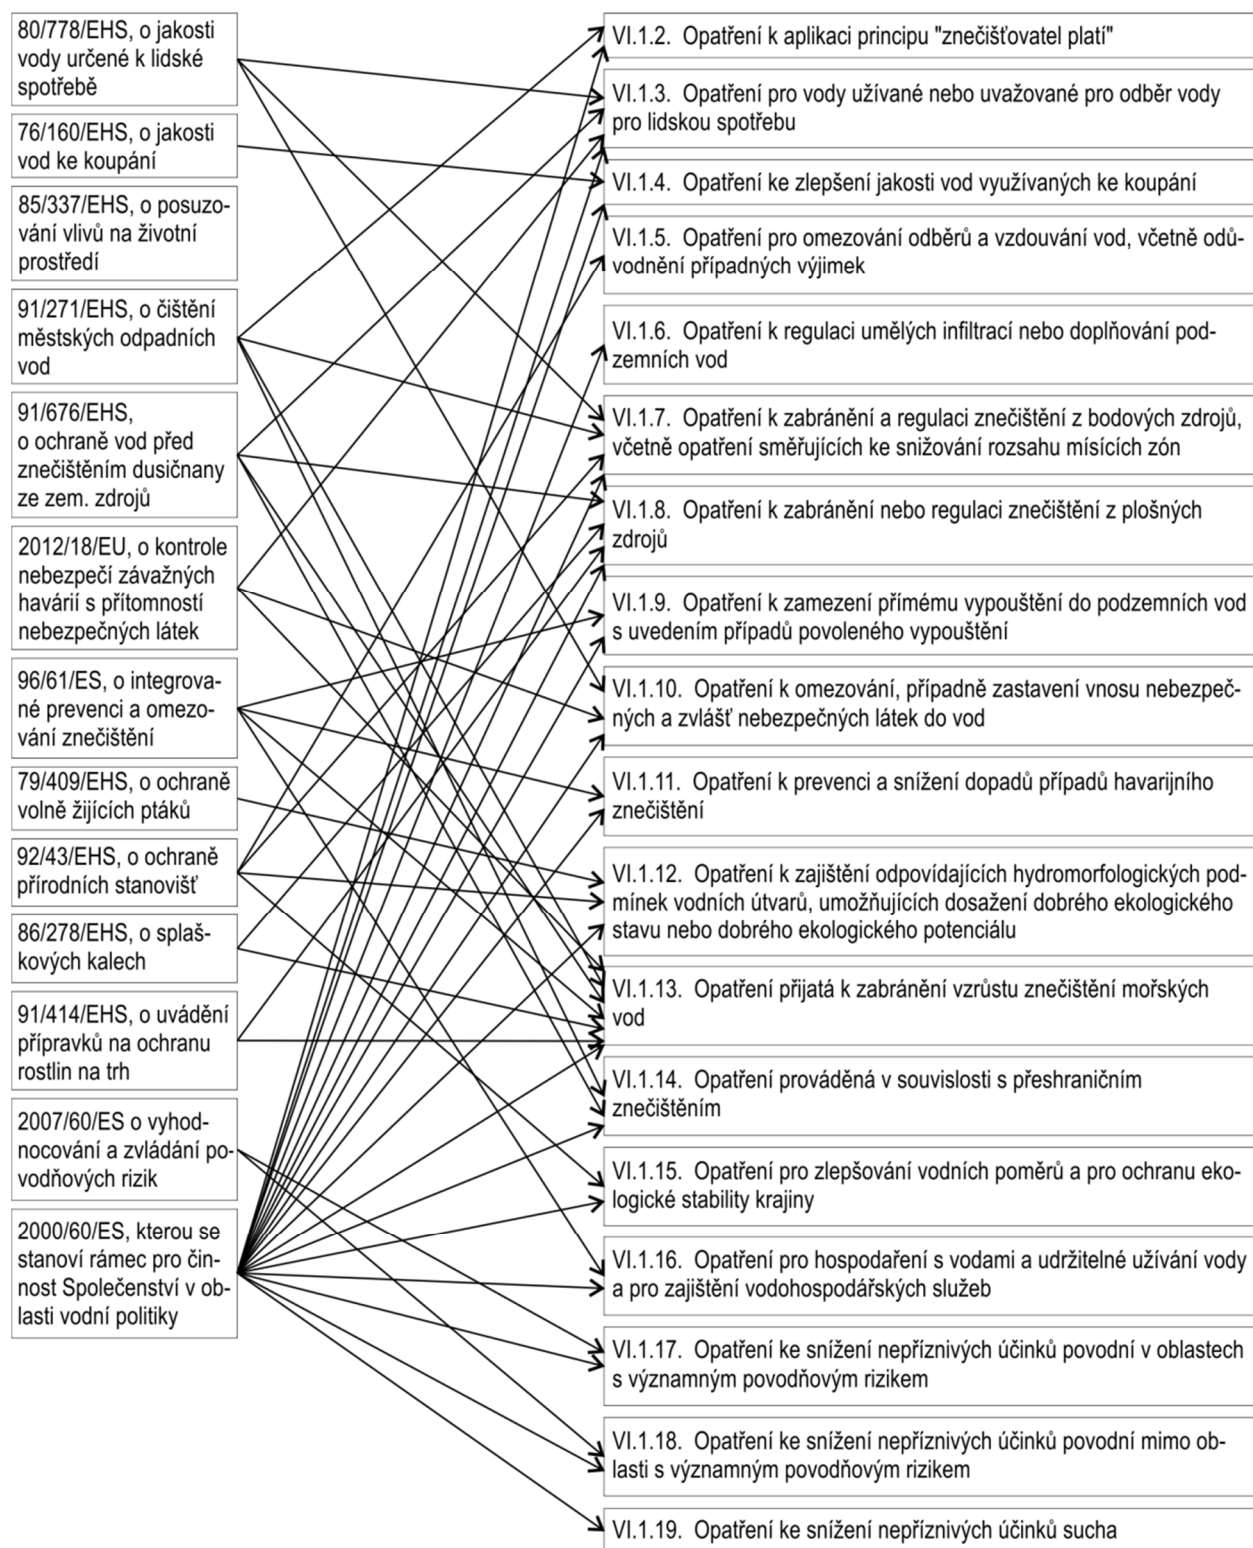 80/778/EHS, o jakosti
vody určené k lidské
spotřebě
76/160/EHS, o jakosti
vod ke koupání
85/337/EHS, o posuzo-
vání vlivů na životní
prostředí
91/271/EHS, o čištění
městských odpadních
vod
91/676/EHS,
o ochraně vod před
znečištěním dusičnany
ze zem. zdrojů
2012/18/EU, o kontrole
nebezpečí závažných
havárií s přítomností
nebezpečných látek
96/61/ES, o integrova-
né prevenci a omezo-
vání znečištění
79/409/EHS, o ochraně
volně žijících ptáků
92/43/EHS, o ochraně
přírodních stanovišť
86/278/EHS, o splaš-
kových kalech
91/414/EHS, o uvádění
přípravků na ochranu
rostlin na trh
2007/60/ES o vyhod-
nocování a zvládání po-
vodňových rizik
2000/60/ES, kterou se
stanoví rámec pro čin-
nost Společenství v ob-
lasti vodní politiky
VI.1.2. Opatření k aplikaci principu "znečišťovatel platí"
VI.1.3. Opatření pro vody užívané nebo uvažované pro odběr vody
pro lidskou spotřebu
VI.1.4. Opatření ke zlepšení jakosti vod využívaných ke koupání
VI.1.5. Opatření pro omezování odběrů a vzdouvání vod, včetně odů-
vodnění případných výjimek
VI.1.6. Opatření k regulaci umělých infiltrací nebo doplňování pod-
zemních vod
VI.1.7. Opatření k zabránění a regulaci znečištění z bodových zdrojů,
včetně opatření směřujících ke snižování rozsahu mísících zón
VI.1.8. Opatření k zabránění nebo regulaci znečištění z plošných
zdrojů
VI.1.9. Opatření k zamezení přímému vypouštění do podzemních vod
s uvedením případů povoleného vypouštění
VI.1.10. Opatření k omezování, případně zastavení vnosu nebezpeč-
ných a zvlášť nebezpečných látek do vod
VI.1.11. Opatření k prevenci a snížení dopadů případů havarijního
znečištění
VI.1.12. Opatření k zajištění odpovídajících hydromorfologických pod-
mínek vodních útvarů, umožňujících dosažení dobrého ekologického
stavu nebo dobrého ekologického potenciálu
VI.1.13. Opatření přijatá k zabránění vzrůstu znečištění mořských
vod
VI.1.14. Opatření prováděná v souvislosti s přeshraničním
znečištěním
VI.1.15. Opatření pro zlepšování vodních poměrů a pro ochranu eko-
logické stability krajiny
VI.1.16. Opatření pro hospodaření s vodami a udržitelné užívání vody
a pro zajištění vodohospodářských služeb
VI.1.17. Opatření ke snížení nepříznivých účinků povodní v oblastech
s významným povodňovým rizikem
VI.1.18. Opatření ke snížení nepříznivých účinků povodní mimo ob-
lasti s významným povodňovým rizikem
VI.1.19. Opatření ke snížení nepříznivých účinků sucha